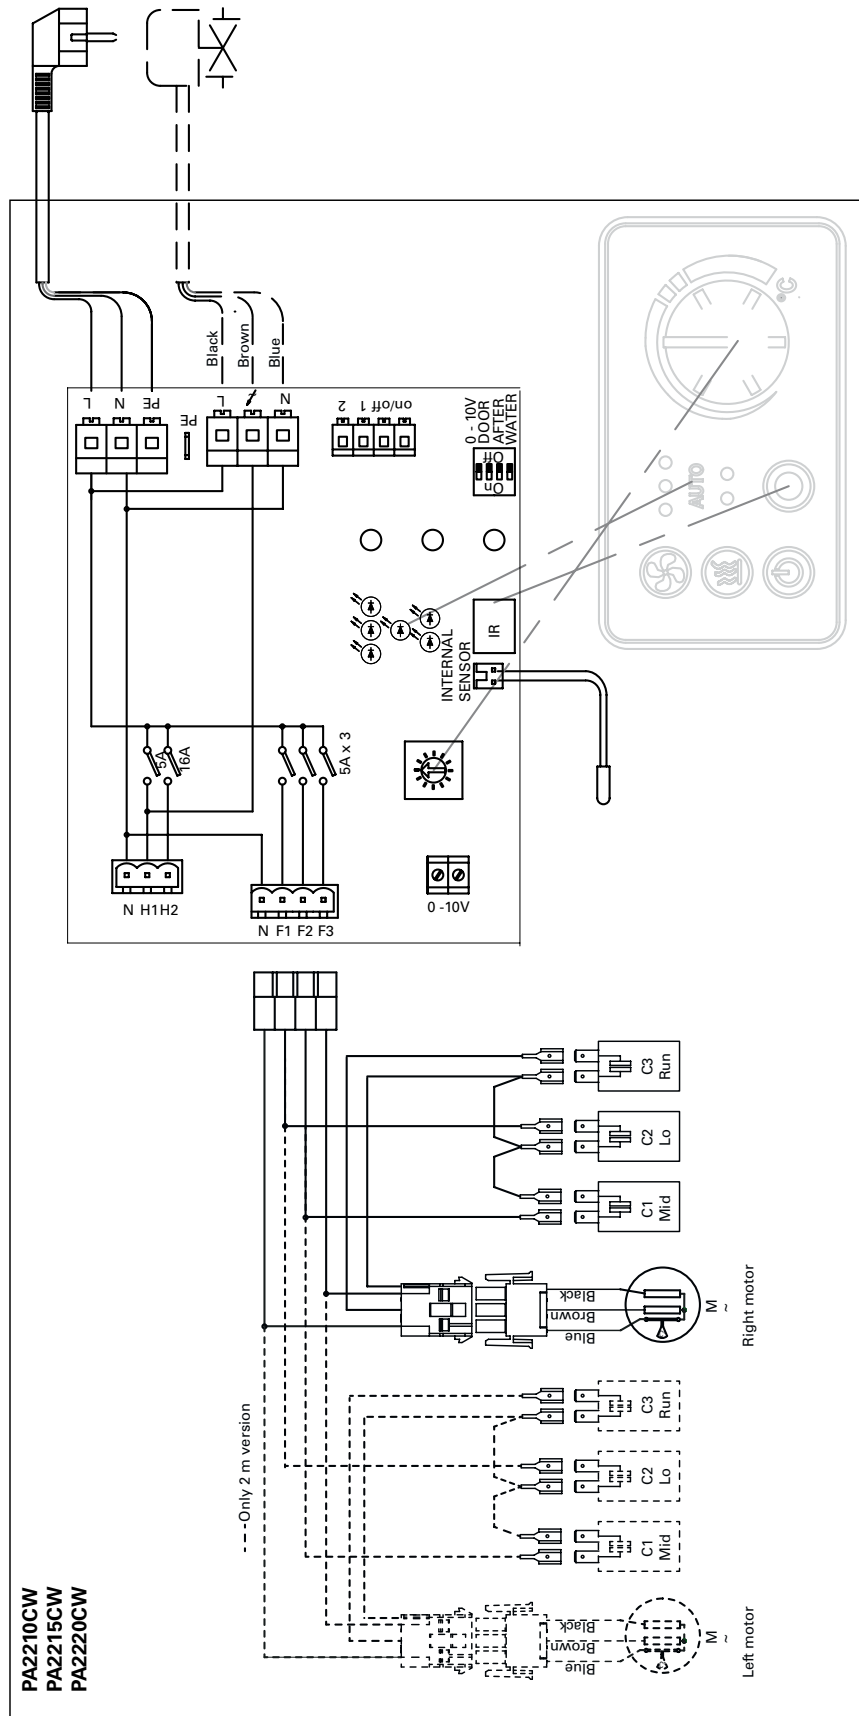 Black
Brown
Blue
L
N
PE
PE
L
N
2
on/off 1
0 - 10V
DOOR
AFTER
WATER
Off
On
°C
AUTO
IR
INTERNAL
SENSOR
5A
16A
5A x 3
N H1 H2
N F1 F2 F3
0 -10V
C3
Run
C2
Lo
C1
Mid
Black
Brown
Blue
M
~
Right motor
Only 2 m version
C3
Run
C2
Lo
C1
Mid
Black
Brown
Blue
M
~
Left motor
PA2210CW
PA2215CW
PA2220CW